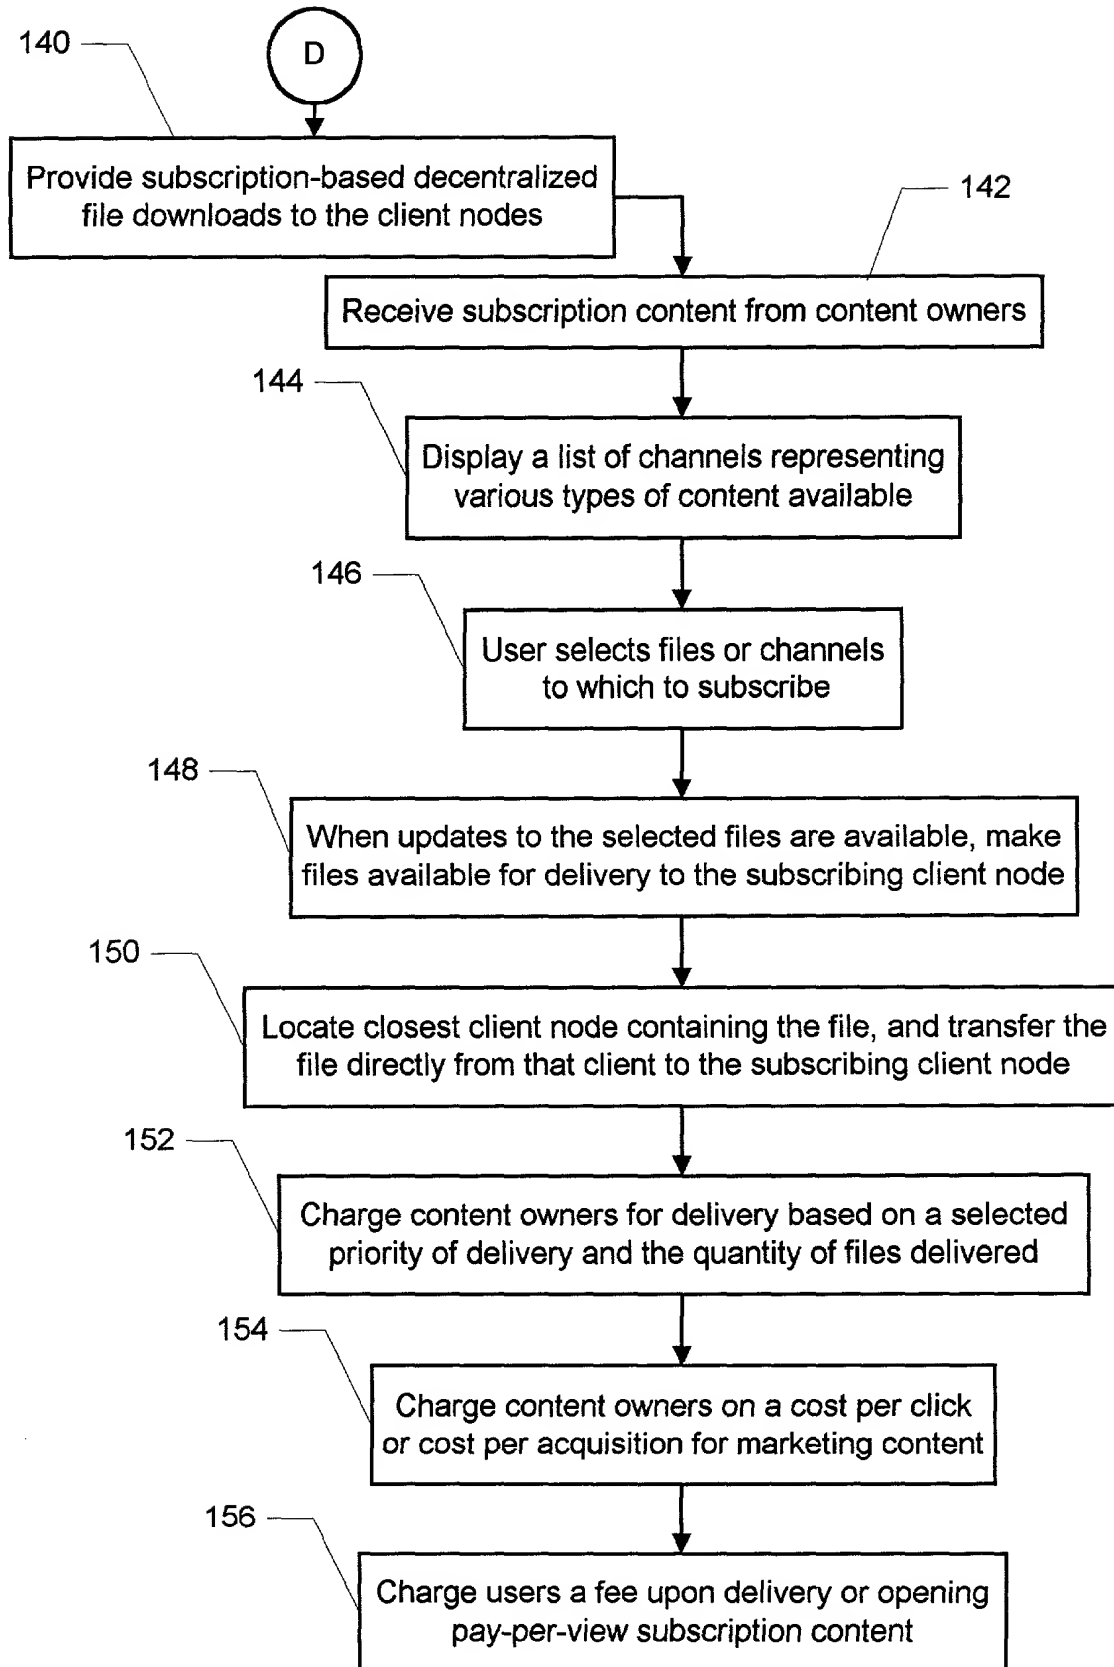 140
D
Provide subscription-based decentralized
file downloads to the client nodes
142
Receive subscription content from content owners
144
Display a list of channels representing
various types of content available
146
User selects files or channels
to which to subscribe
148
When updates to the selected files are available, make
files available for delivery to the subscribing client node
150
Locate closest client node containing the file, and transfer the
file directly from that client to the subscribing client node
152
Charge content owners for delivery based on a selected
priority of delivery and the quantity of files delivered
154
Charge content owners on a cost per click
or cost per acquisition for marketing content
156
Charge users a fee upon delivery or opening
pay-per-view subscription content